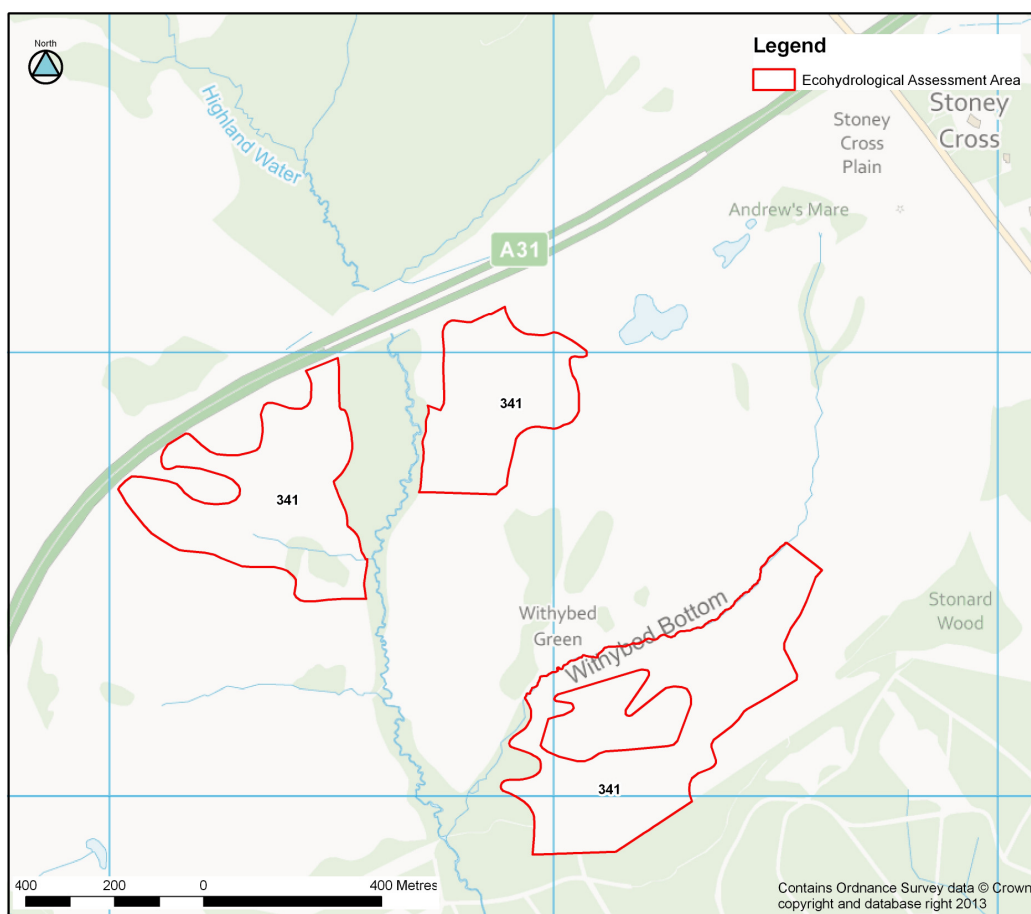 North
Legend
Ecohydrological Assessment Area
Highland Water
Stoney
Cross
Plain
Stoney
Cross
Andrew's Mare
A31
341
341
Withybed
Green
Withybed Bottom
Stonard
Wood
341
400 200 0 400 Metres
Contains Ordnance Survey data © Crown
copyright and database right 2013